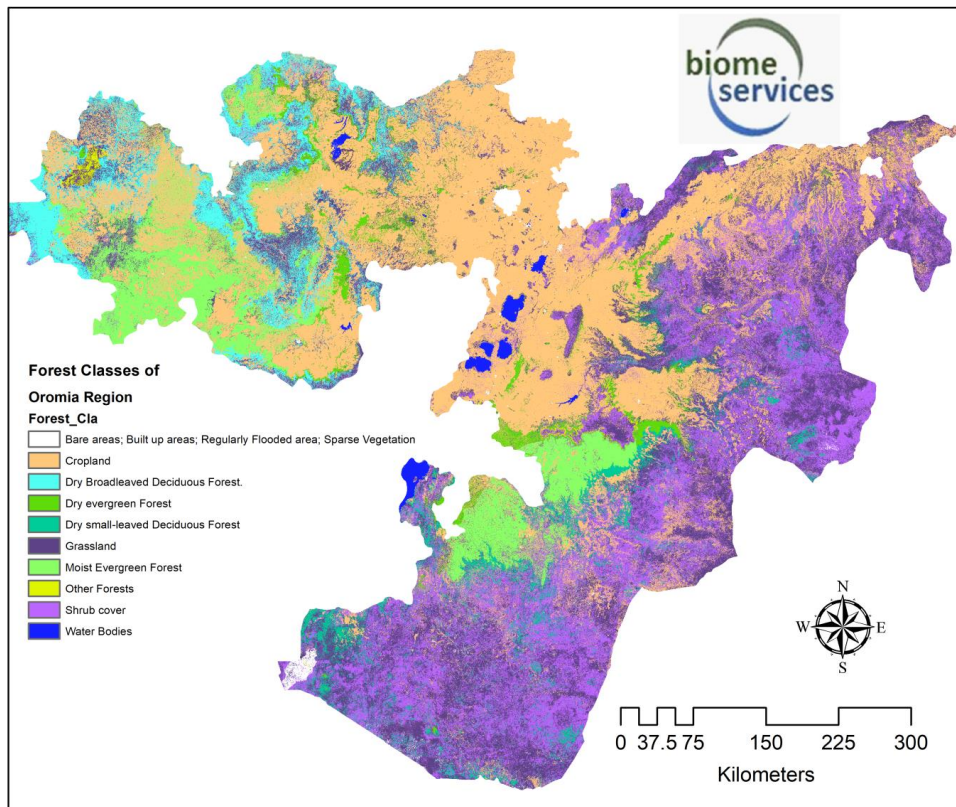 biome
services
Forest Classes of
Oromia Region
Forest_Cla
Bare areas; Built up areas; Regularly Flooded area; Sparse Vegetation
Cropland
Dry Broadleaved Deciduous Forest.
Dry evergreen Forest
Dry small-leaved Deciduous Forest
Grassland
Moist Evergreen Forest
Other Forests
Shrub cover
Water Bodies
N
W E
S
0 37.5 75 150 225 300
Kilometers